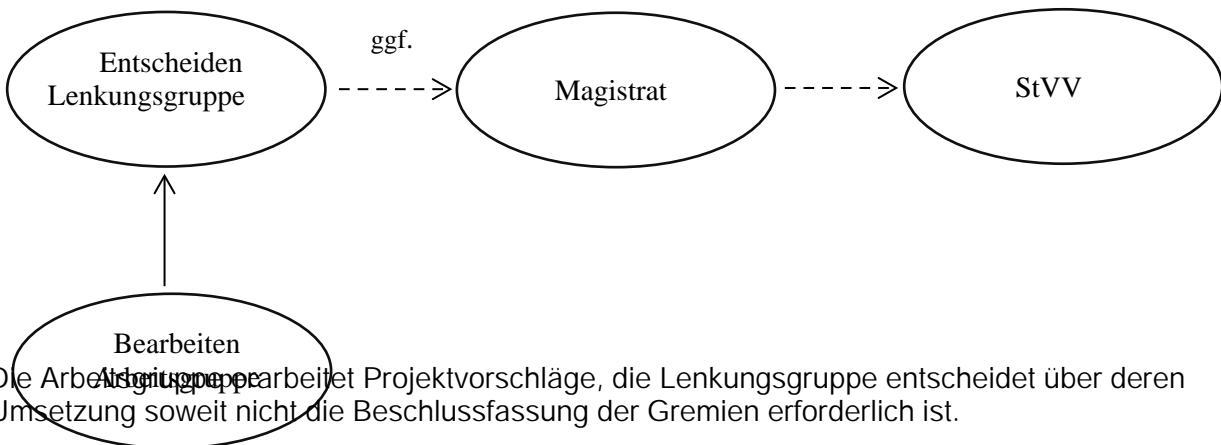 ggf.
Entscheiden
Lenkungsgruppe
Magistrat
StVV
Bearbeiten
Arbeitsgruppe
Die Arbeitsgruppe erarbeitet Projektvorschläge, die Lenkungsgruppe entscheidet über deren
Umsetzung soweit nicht die Beschlussfassung der Gremien erforderlich ist.